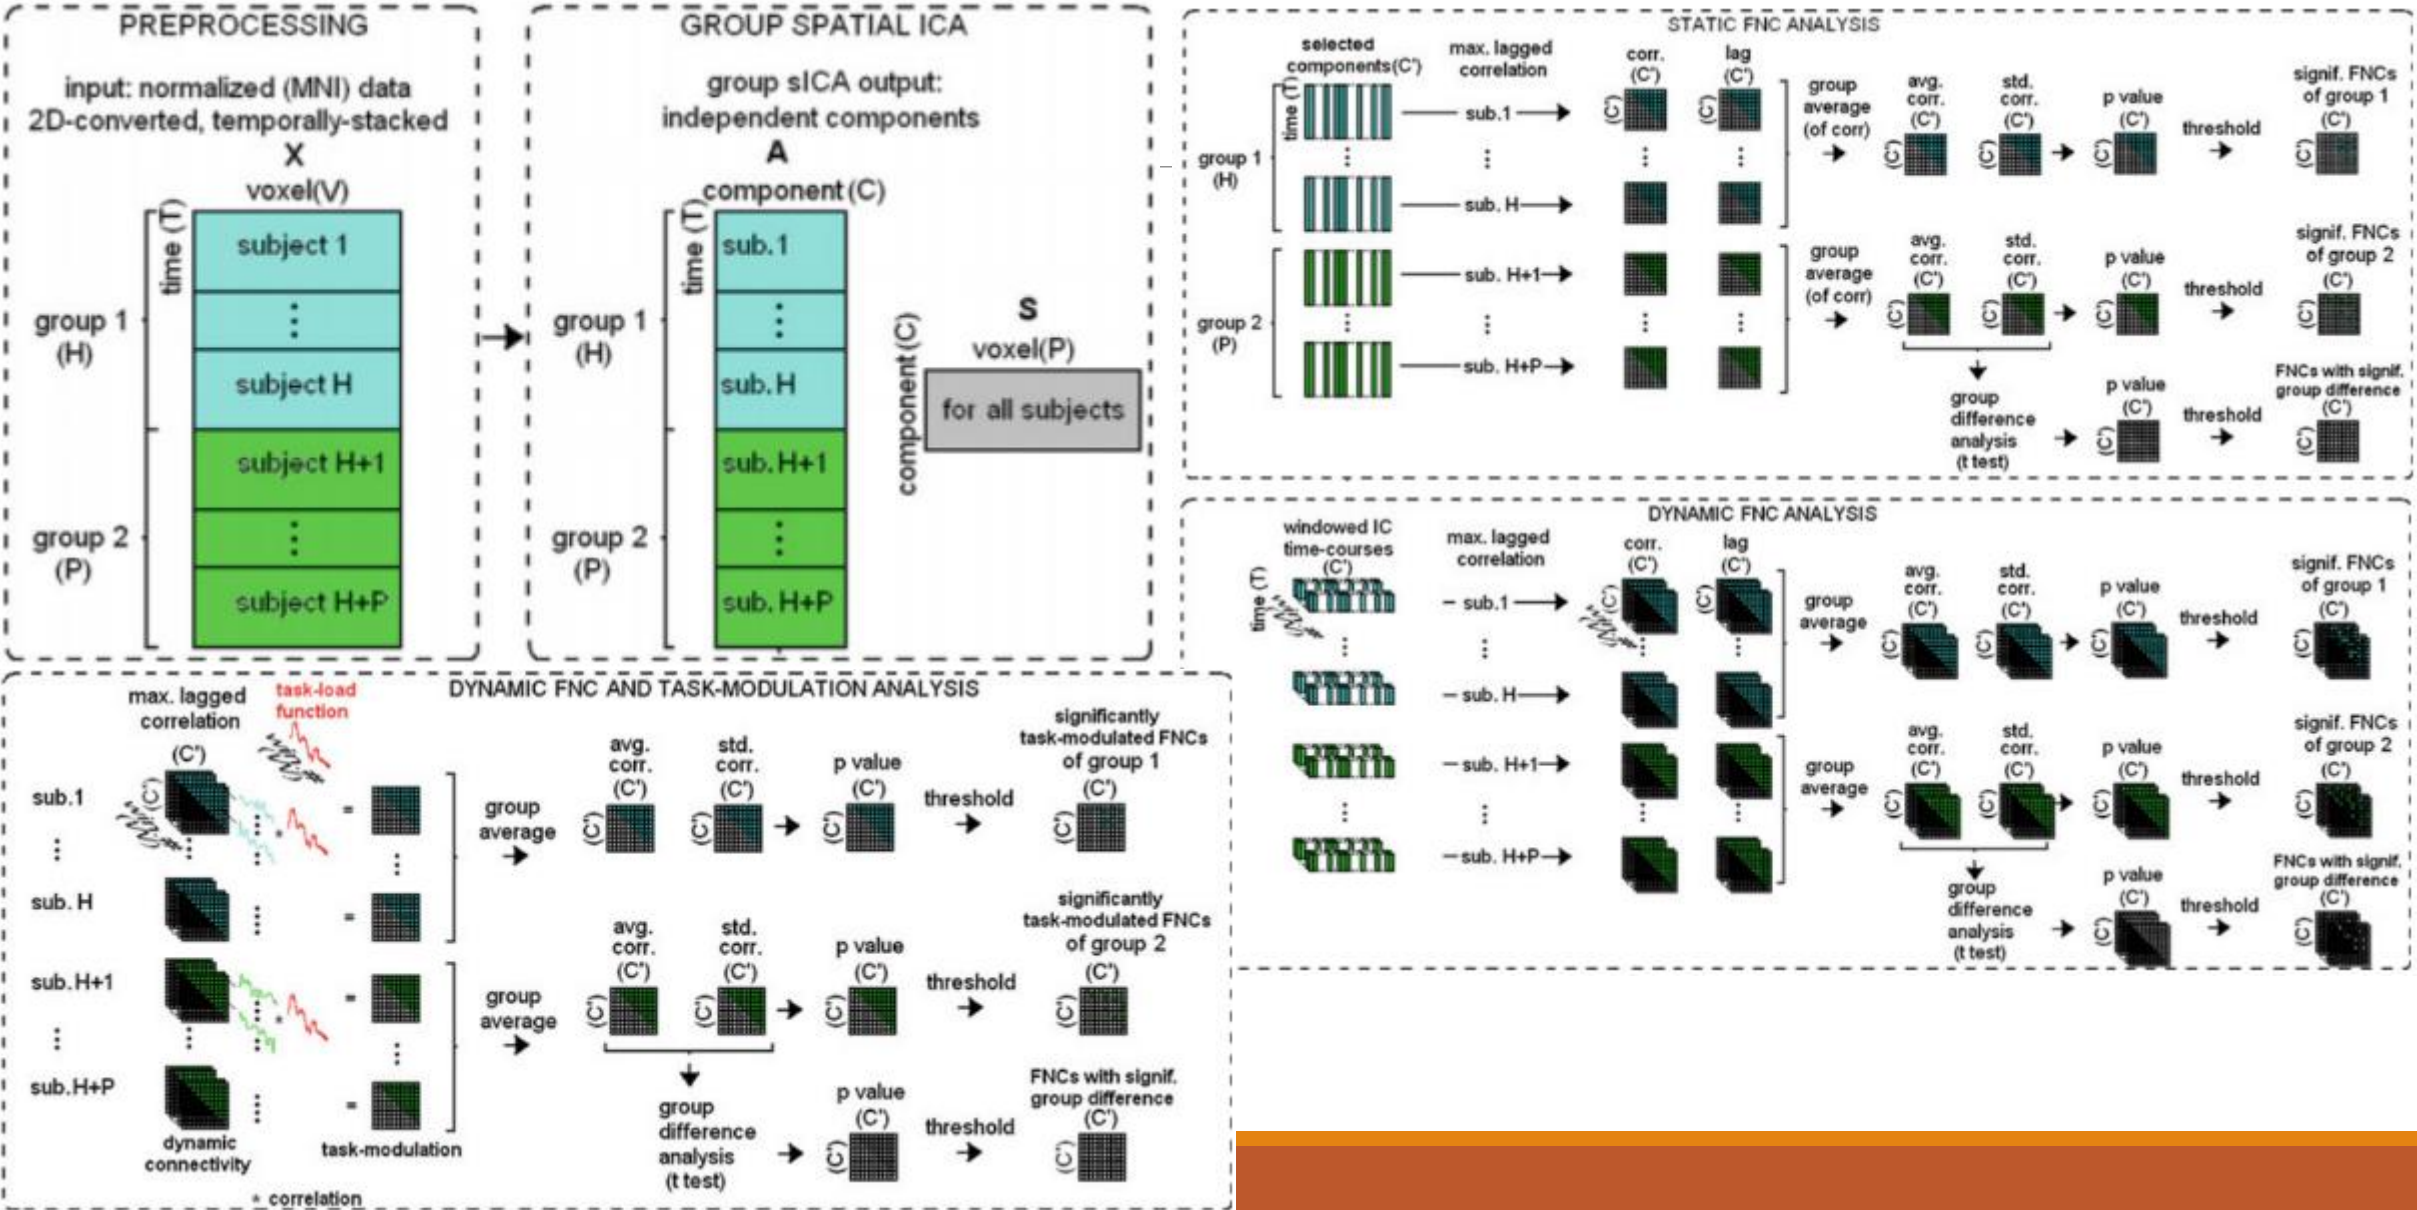 PREPROCESSING
input: normalized (MNI) data
2D-converted, temporally-stacked
X
voxel(V)
time (T)
subject 1
group 1
(H)
subject H
subject H+1
group 2
(P)
subject H+P
GROUP SPATIAL ICA
group sICA output:
independent components
A
component (C)
time (T)
sub. 1
group 1
(H)
sub. H
sub. H+1
group 2
(P)
sub. H+P
S
voxel(P)
component (C)
for all subjects
STATIC FNC ANALYSIS
selected
components(C')
max. lagged
correlation
corr.
(C')
lag
(C')
time (T)
(C')
(C')
sub.1
group 1
(H)
sub. H
sub. H+1
group 2
(P)
sub. H+P
group
average
(of corr)
avg.
corr.
(C')
(C')
std.
corr.
(C')
p value
(C')
(C')
threshold
signif. FNCs
of group 1
(C')
(C')
group
average
(of corr)
avg.
corr.
(C')
(C')
std.
corr.
(C')
(C')
p value
(C')
(C')
threshold
signif. FNCs
of group 2
(C')
(C')
group
difference
analysis
(t test)
p value
(C')
(C')
threshold
FNCs with signif.
group difference
(C')
(C')
DYNAMIC FNC ANALYSIS
windowed IC
time-courses
(C')
max. lagged
correlation
corr.
(C')
lag
(C')
time (T)
(C')
(C')
sub.1
sub. H
sub. H+1
sub. H+P
group
average
avg.
corr.
(C')
(C')
std.
corr.
(C')
(C')
p value
(C')
(C')
threshold
signif. FNCs
of group 1
(C')
(C')
group
average
avg.
corr.
(C')
(C')
std.
corr.
(C')
(C')
p value
(C')
(C')
threshold
signif. FNCs
of group 2
(C')
(C')
group
difference
analysis
(t test)
p value
(C')
(C')
threshold
FNCs with signif.
group difference
(C')
(C')
DYNAMIC FNC AND TASK-MODULATION ANALYSIS
max. lagged
correlation
(C')
(C')
task-load
function
sub.1
*
=
sub. H
=
sub.H+1
*
=
sub.H+P
=
dynamic
connectivity
task-modulation
* correlation
group
average
avg.
corr.
(C')
(C')
std.
corr.
(C')
(C')
p value
(C')
(C')
threshold
significantly
task-modulated FNCs
of group 1
(C')
(C')
group
average
avg.
corr.
(C')
(C')
std.
corr.
(C')
(C')
p value
(C')
(C')
threshold
significantly
task-modulated FNCs
of group 2
(C')
(C')
group
difference
analysis
(t test)
p value
(C')
(C')
threshold
FNCs with signif.
group difference
(C')
(C')